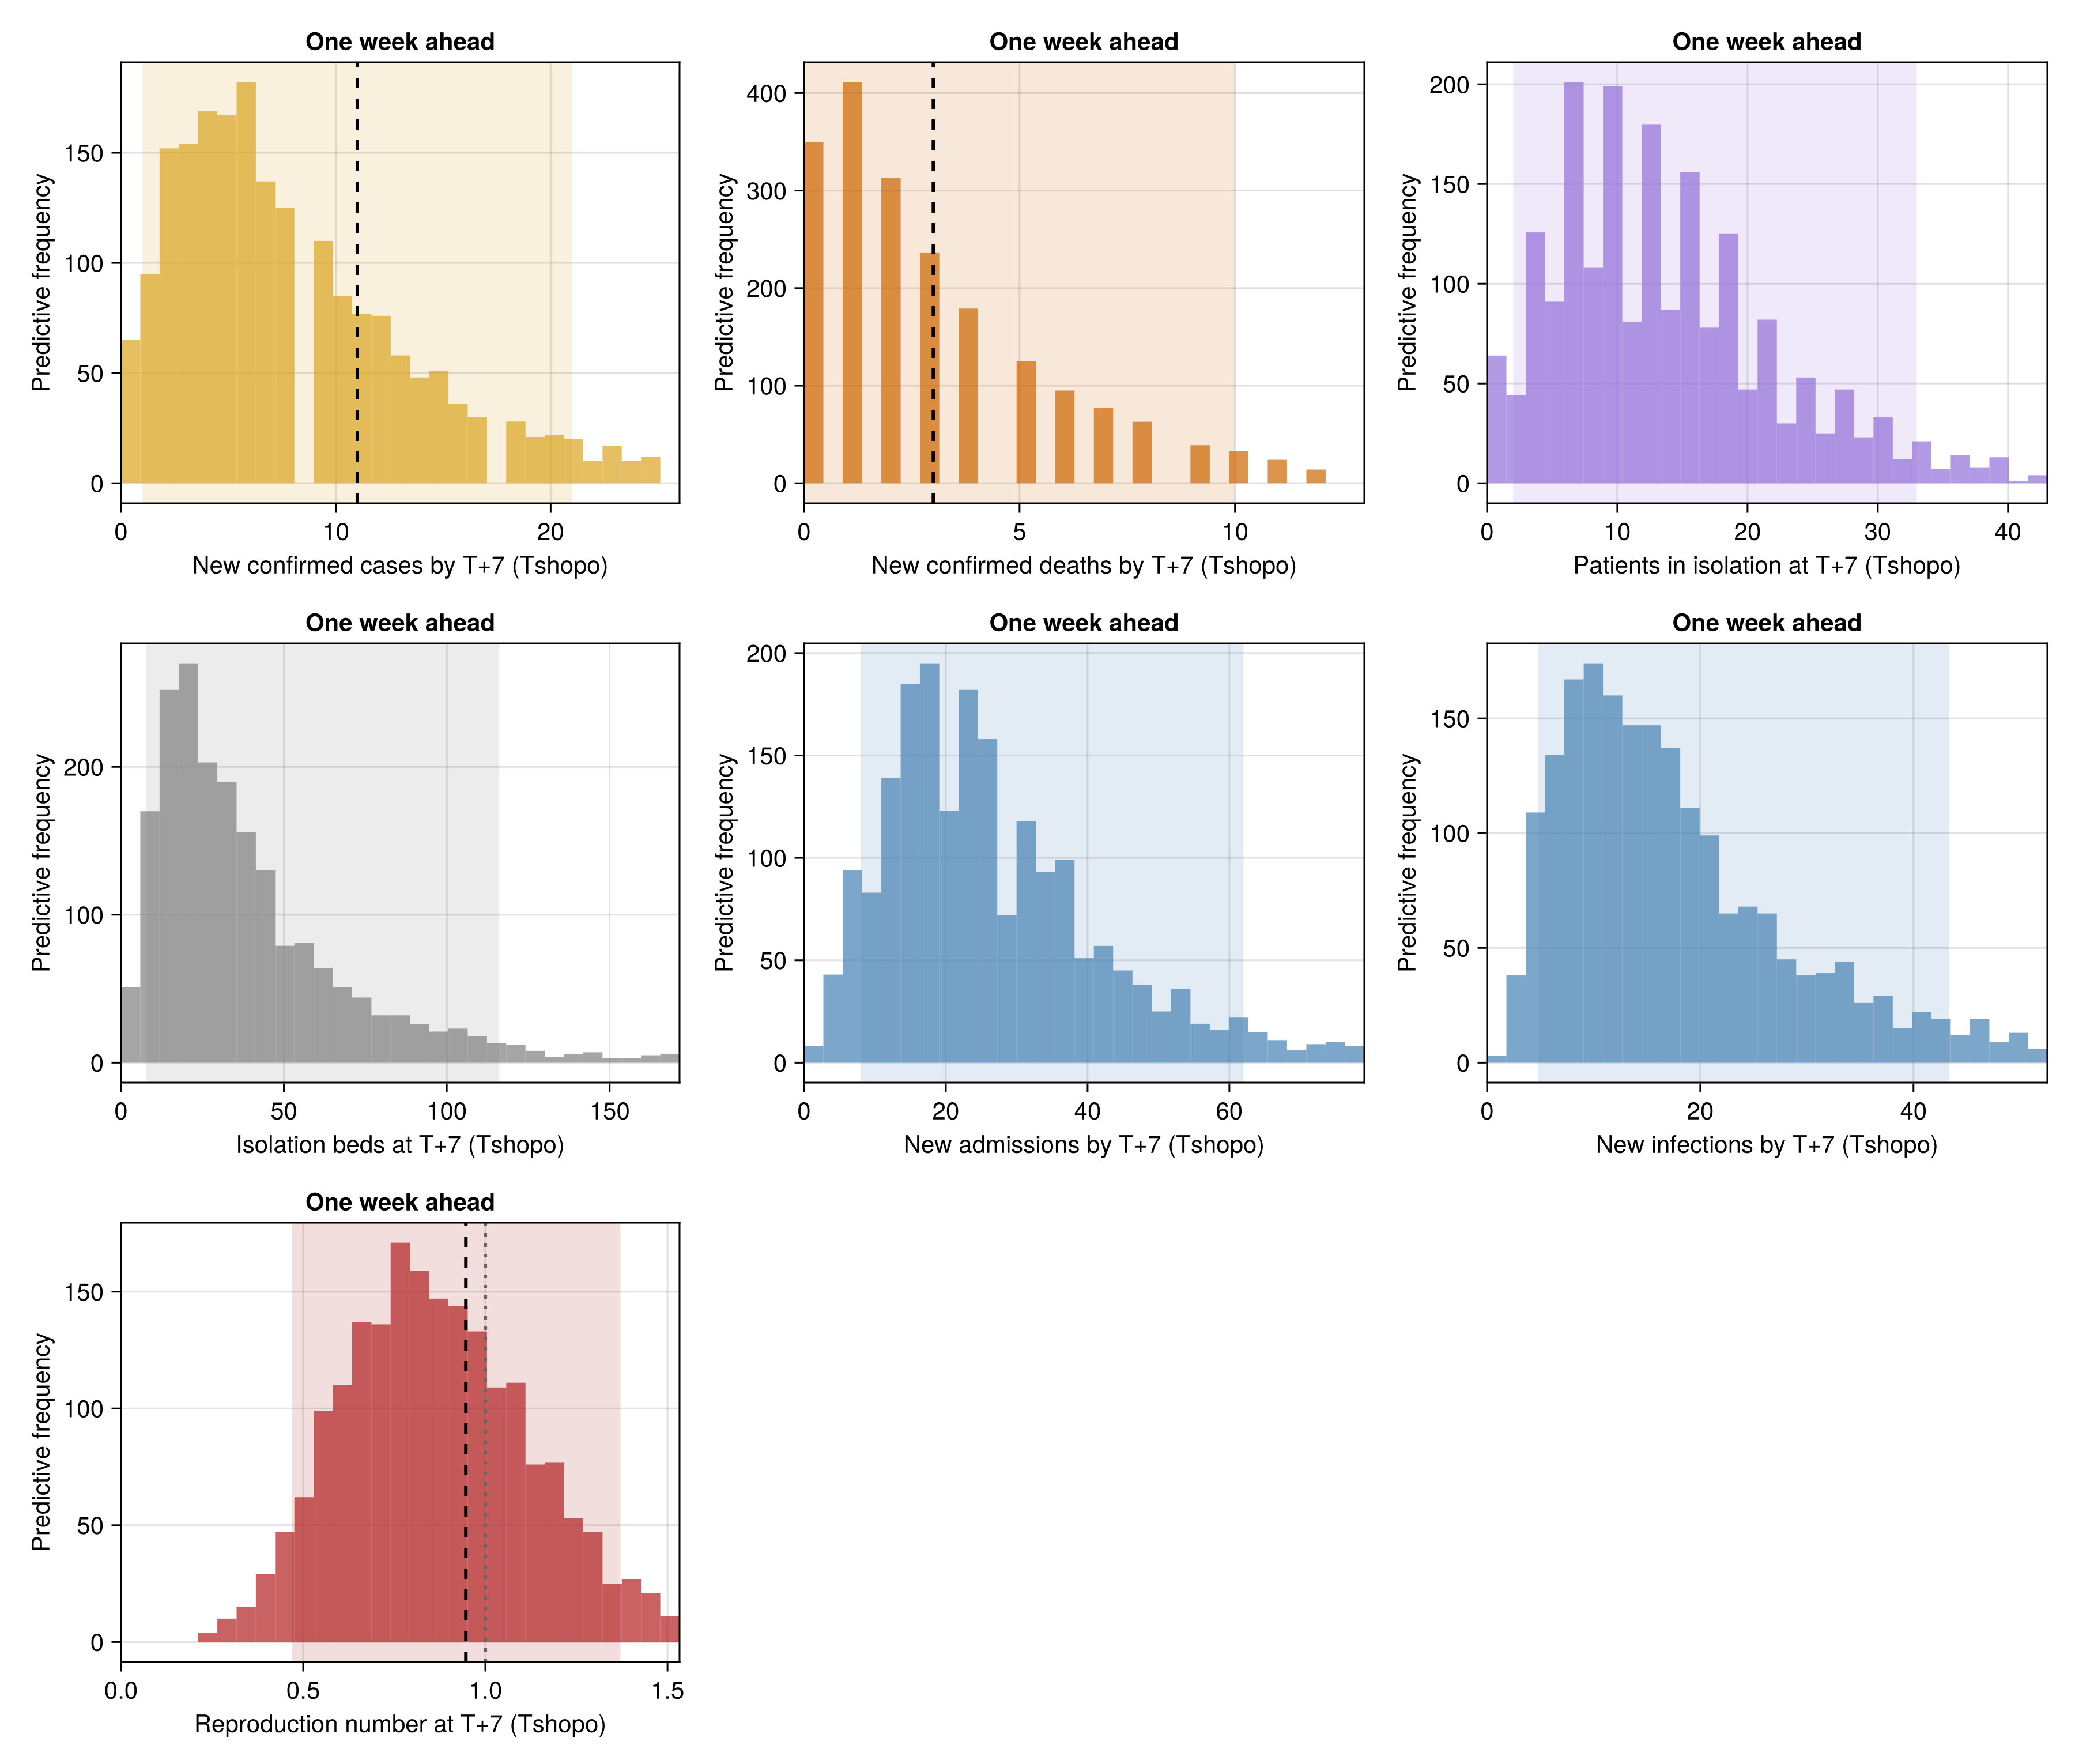 One week ahead
One week ahead
One week ahead
Predictive frequency
150
100
50
0
0
10
20
New confirmed cases by T+7 (Tshopo)
Predictive frequency
400
300
200
100
0
0
5
10
New confirmed deaths by T+7 (Tshopo)
Predictive frequency
200
150
100
50
0
0
10
20
30
40
Patients in isolation at T+7 (Tshopo)
One week ahead
One week ahead
One week ahead
Predictive frequency
200
100
0
0
50
100
150
Isolation beds at T+7 (Tshopo)
Predictive frequency
200
150
100
50
0
0
20
40
60
New admissions by T+7 (Tshopo)
Predictive frequency
150
100
50
0
0
20
40
New infections by T+7 (Tshopo)
One week ahead
Predictive frequency
150
100
50
0
0.0
0.5
1.0
1.5
Reproduction number at T+7 (Tshopo)